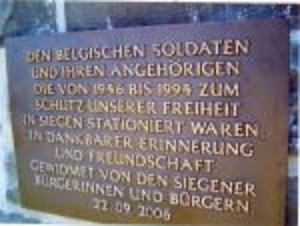 DEN BELGISCHEN SOLDATEN
UND IHREN ANGEHÖRIGEN
DIE VON 1946 BIS 1994 ZUM
SCHUTZ UNSERER FREIHEIT
IN SIEGEN STATIONIERT WAREN
IN DANKBARER ERINNERUNG
UND FREUNDSCHAFT
GEWIDMET VON DEN SIEGENER
BÜRGERINNEN UND BÜRGERN
22.09.2006